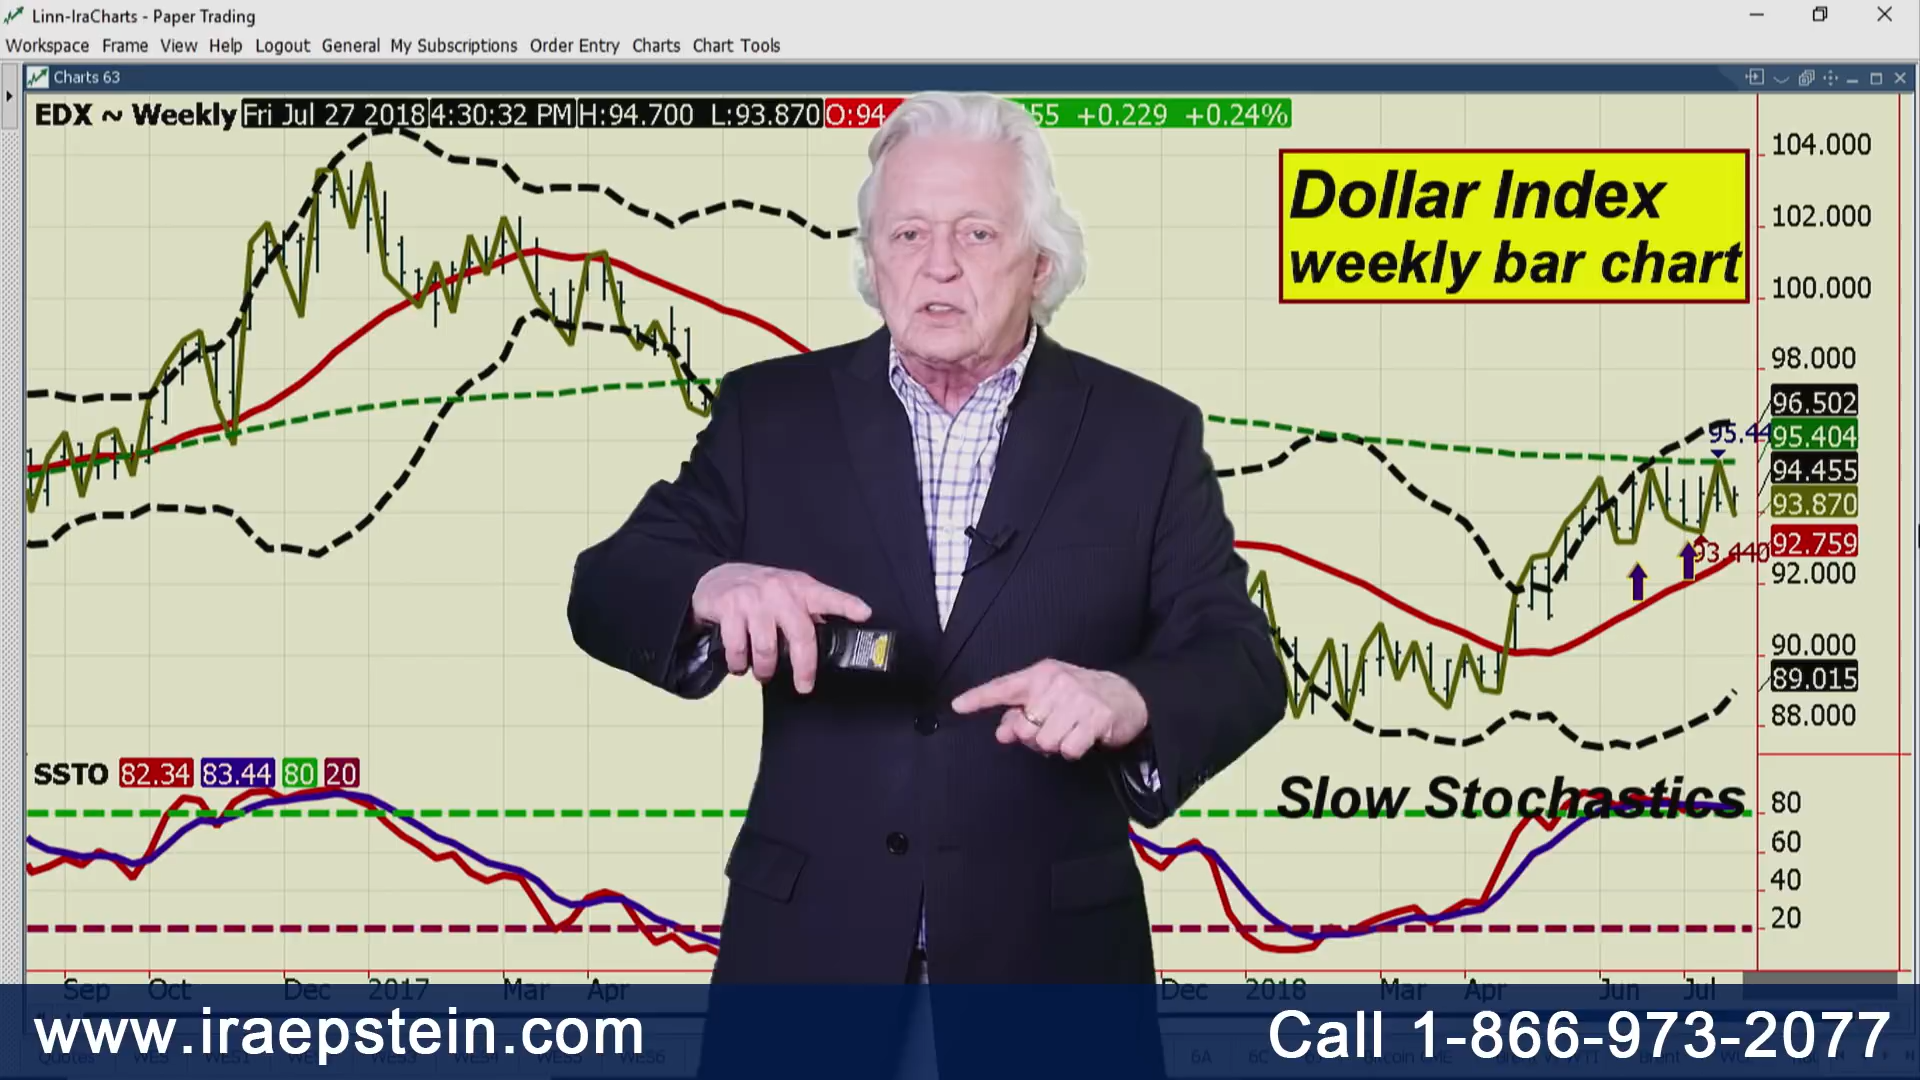 Linn-IraCharts - Paper Trading
Workspace Frame View Help Logout General My Subscriptions Order Entry Charts Chart Tools
Charts 63
EDX ~ Weekly Fri Jul 27 2018 4:30:32 PM H:94.700 L:93.870 O:94. 55 +0.229 +0.24%
Dollar Index
weekly bar chart
104.000
102.000
100.000
98.000
96.502
95.44 95.404
94.455
93.870
93.440 92.759
92.000
90.000
89.015
88.000
SSTO 82.34 83.44 80 20
Slow Stochastics
80
60
40
20
Sep Oct Dec 2017 Mar Apr Dec 2018 Mar Apr Jun Jul
www.iraepstein.com
Call 1-866-973-2077